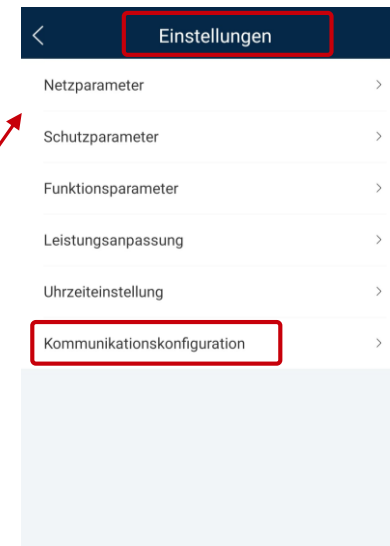 Einstellungen
Netzparameter
Schutzparameter
Funktionsparameter
Leistungsanpassung
Uhrzeiteinstellung
Kommunikationskonfiguration